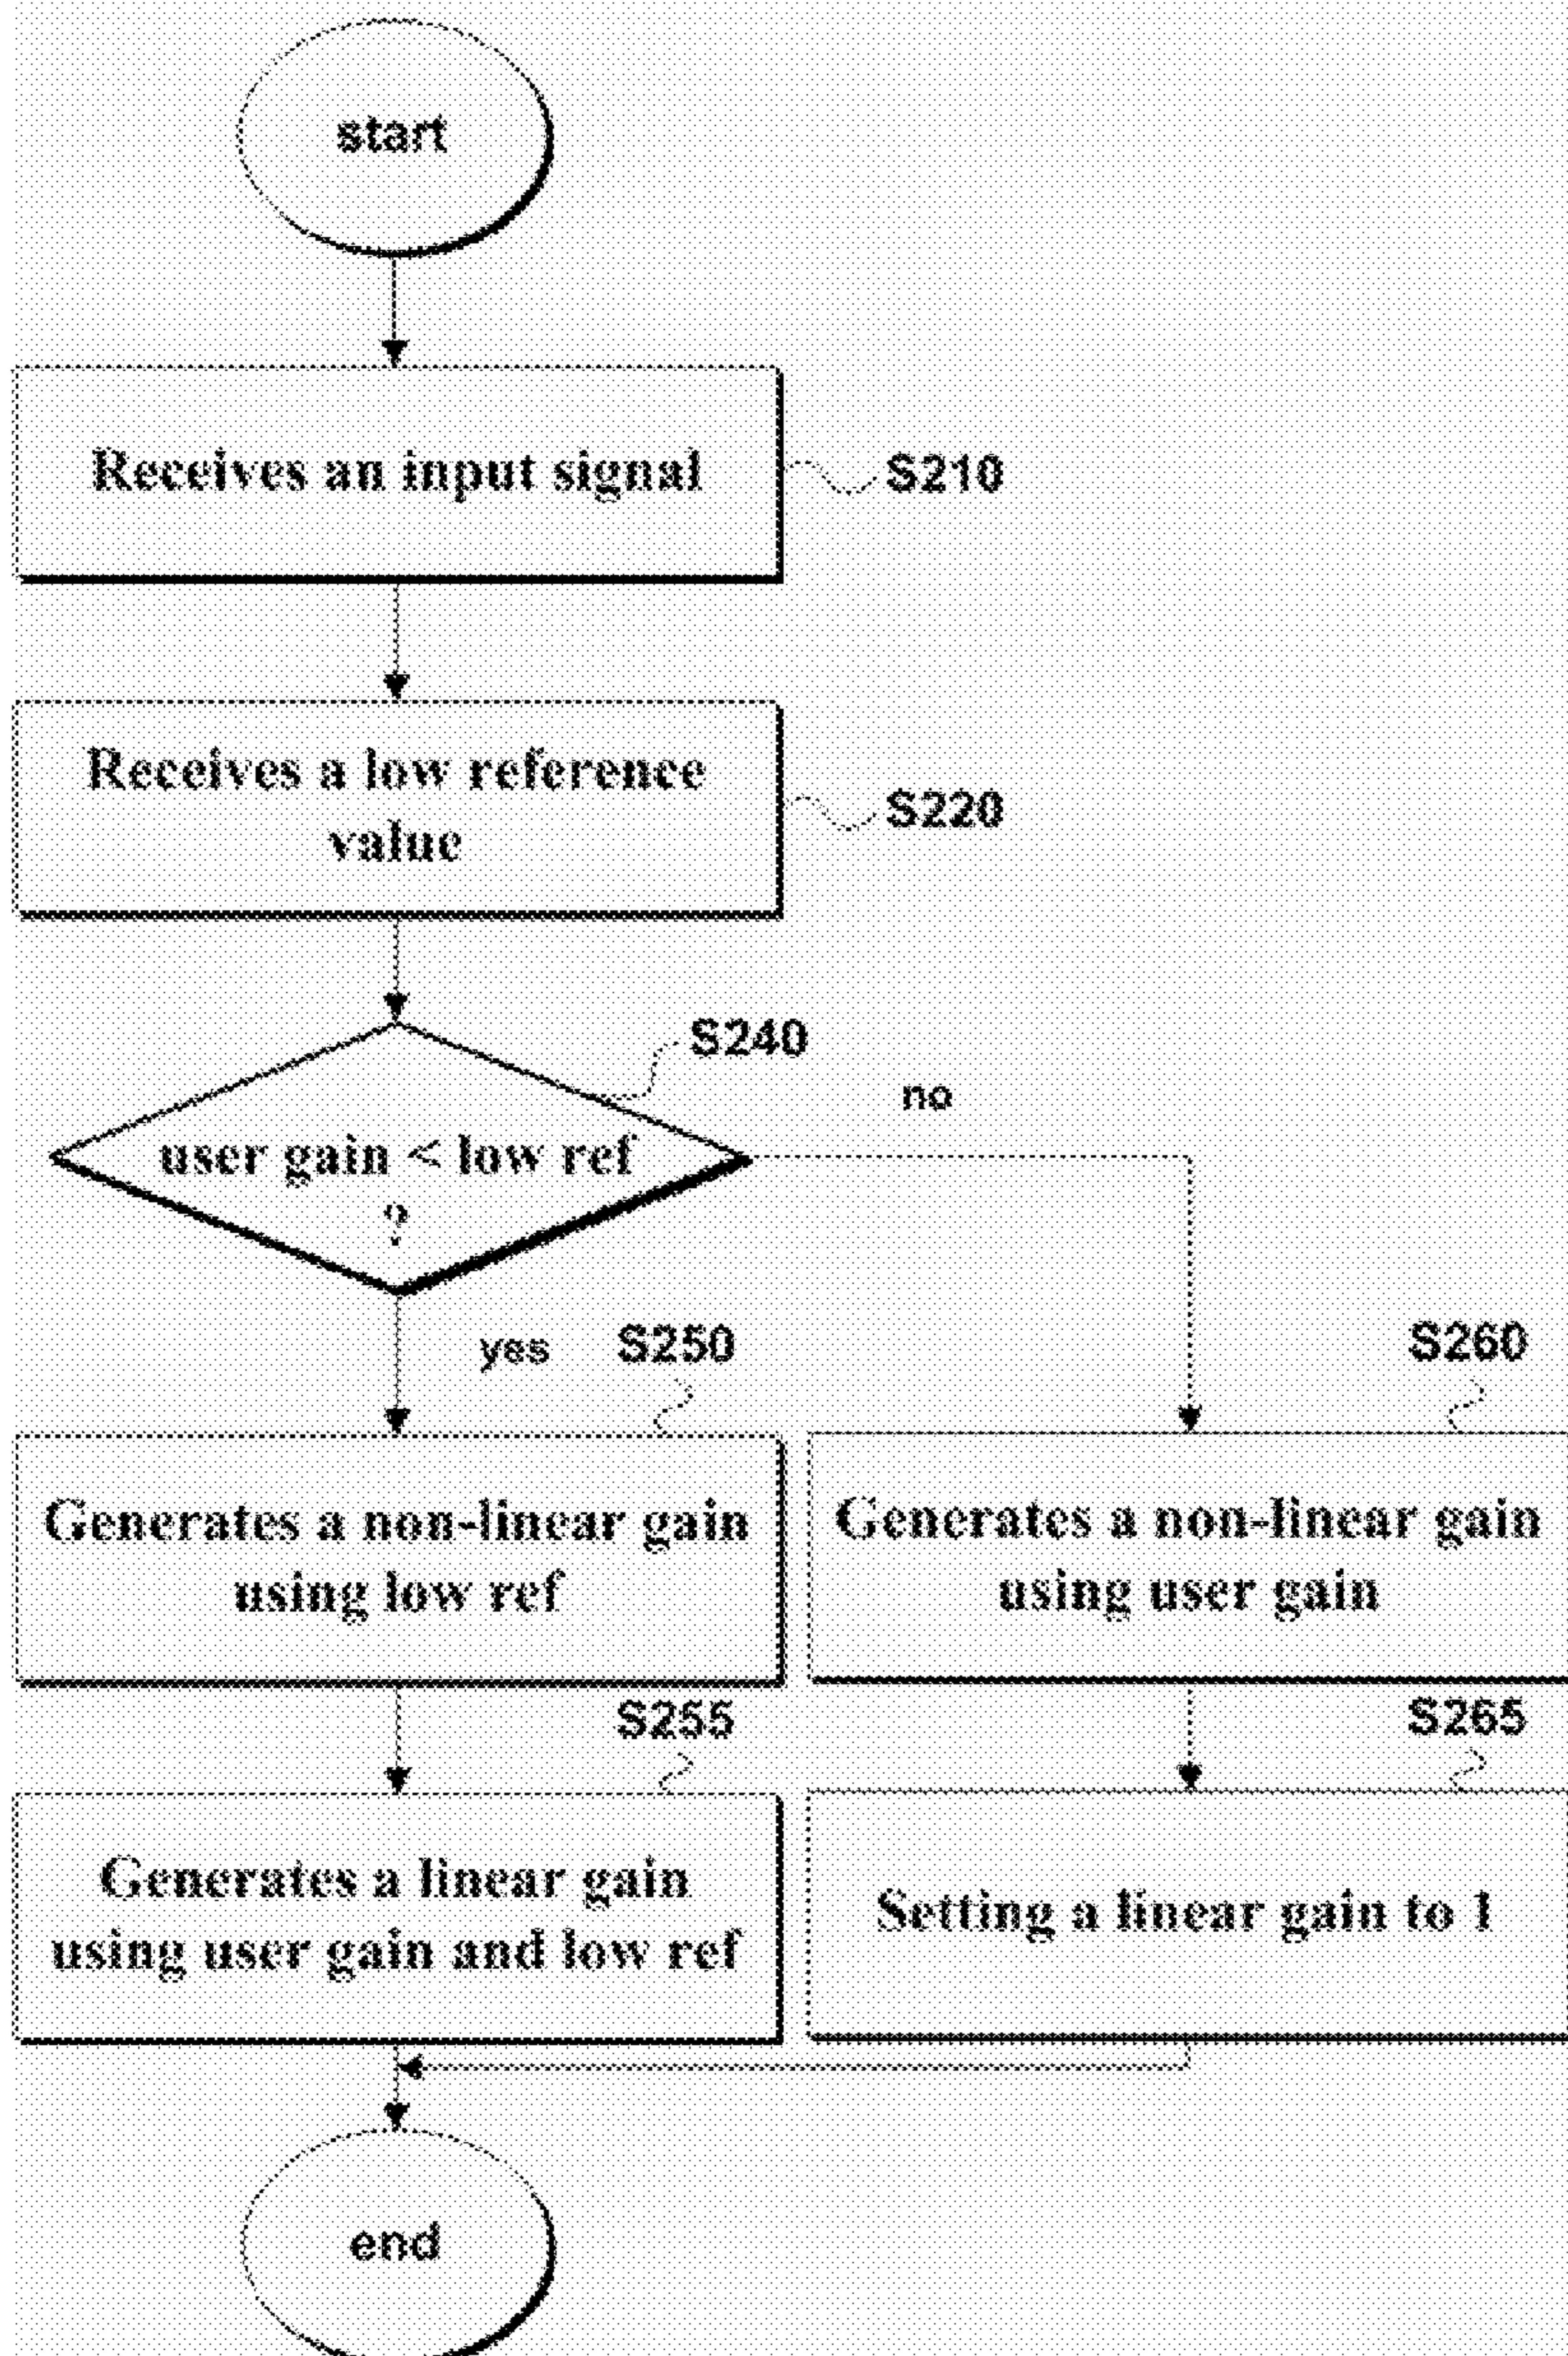 start
Receives an input signal
S210
Receives a low reference
value
S220
S240
no
user gain < low ref
?
yes
S250
S260
Generates a non-linear gain
using low ref
Generates a non-linear gain
using user gain
S255
S265
Generates a linear gain
using user gain and low ref
Setting a linear gain to 1
end